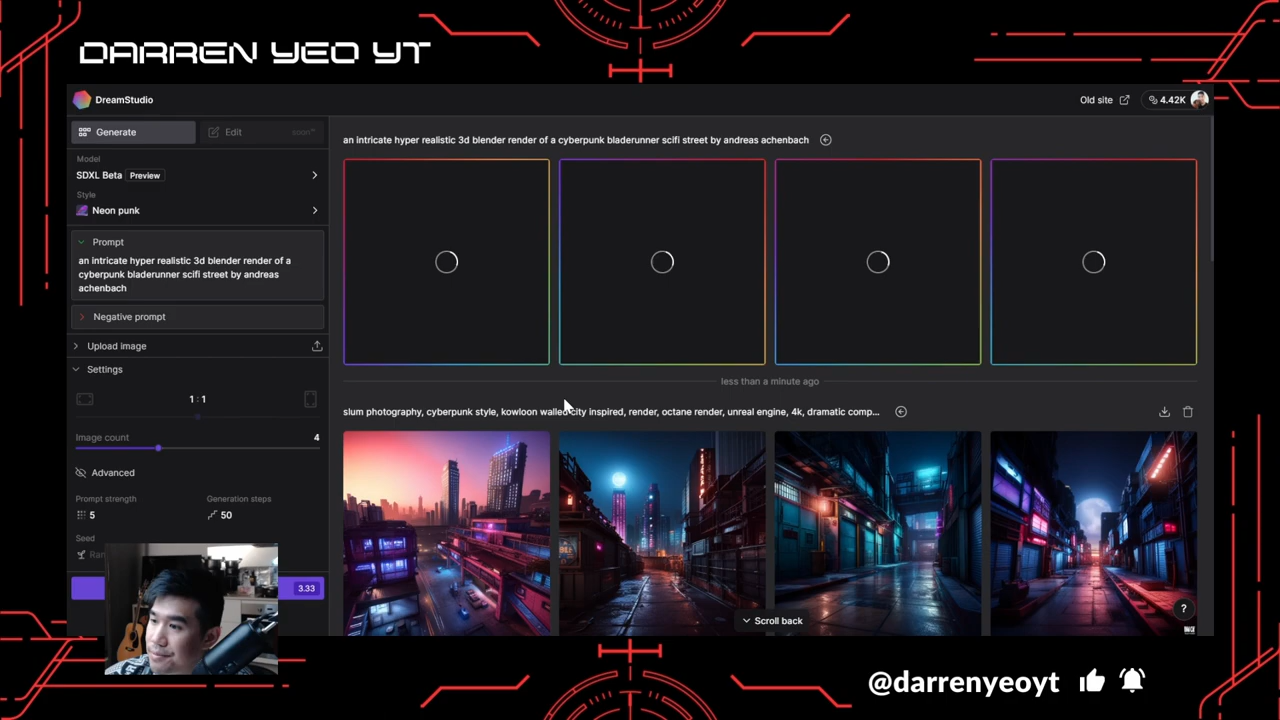 DARREN YEO YT
DreamStudio
Old site
4.42K
Generate
Edit
soon™
Model
SDXL Beta Preview
Style
Neon punk
Prompt
an intricate hyper realistic 3d blender render of a
cyberpunk bladerunner scifi street by andreas
achenbach
Negative prompt
Upload image
Settings
1 : 1
Image count
4
Advanced
Prompt strength
Generation steps
5
50
Seed
Ran
3.33
an intricate hyper realistic 3d blender render of a cyberpunk bladerunner scifi street by andreas achenbach
less than a minute ago
slum photography, cyberpunk style, kowloon walled city inspired, render, octane render, unreal engine, 4k, dramatic comp...
Scroll back
?
@darrenyeoyt